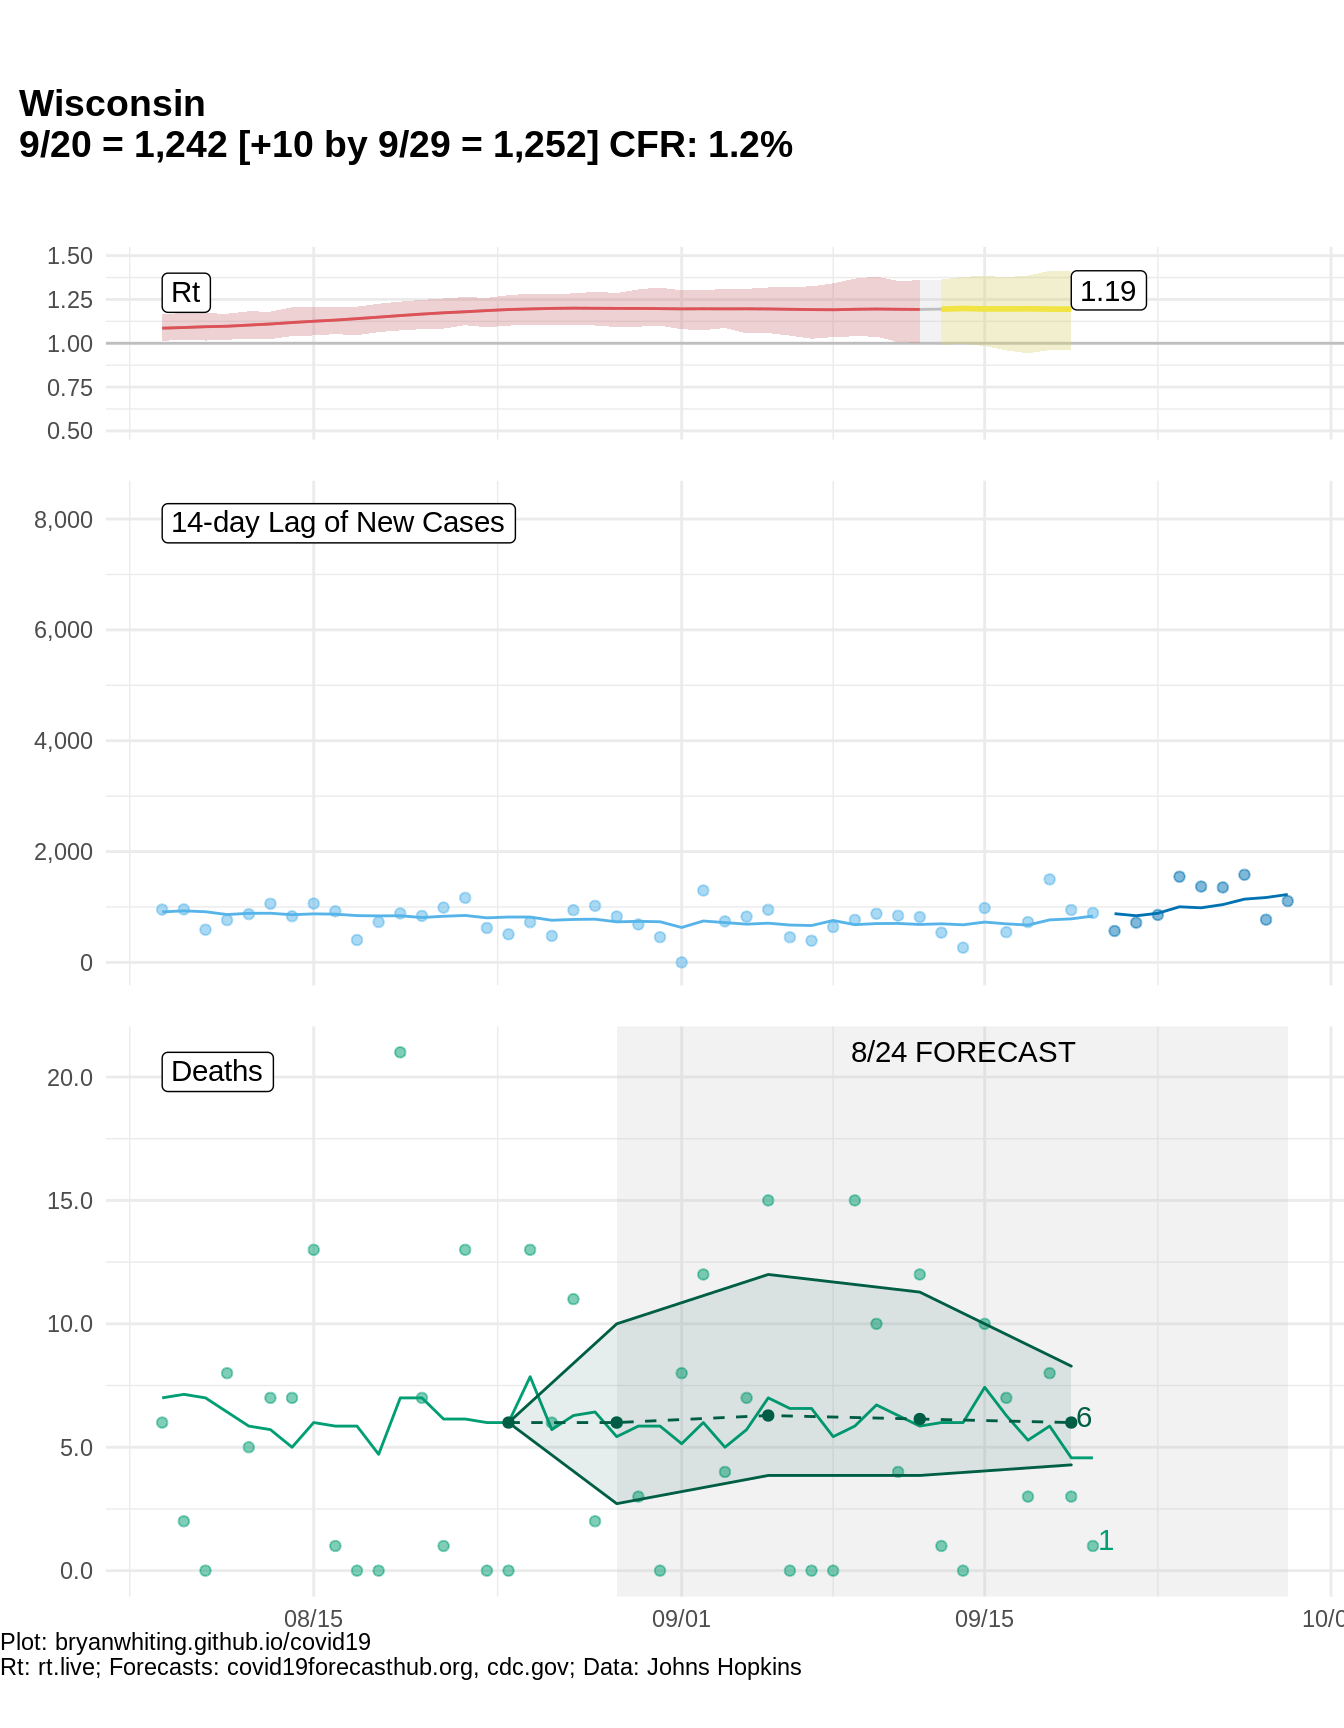 Wisconsin
9/20 = 1,242 [+10 by 9/29 = 1,252] CFR: 1.2%
1.50
1.25
1.00
0.75
0.50
Rt
1.19
8,000
6,000
4,000
2,000
0
14-day Lag of New Cases
20.0
15.0
10.0
5.0
0.0
Deaths
8/24 FORECAST
6
1
08/15
09/01
09/15
10/0
Plot: bryanwhiting.github.io/covid19
Rt: rt.live; Forecasts: covid19forecasthub.org, cdc.gov; Data: Johns Hopkins